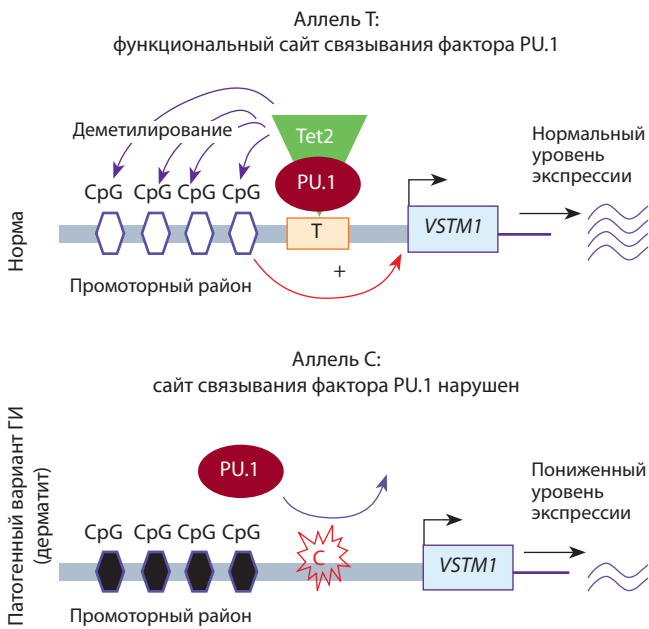 Аллель Т:
функциональный сайт связывания фактора PU.1
Норма
Деметилирование
Tet2
PU.1
CpG CpG CpG CpG
T
VSTM1
+
Промоторный район
Нормальный
уровень
экспрессии
Аллель С:
сайт связывания фактора PU.1 нарушен
Патогенный вариант ГИ
(дерматит)
PU.1
CpG CpG CpG CpG
C
VSTM1
Промоторный район
Пониженный
уровень
экспрессии